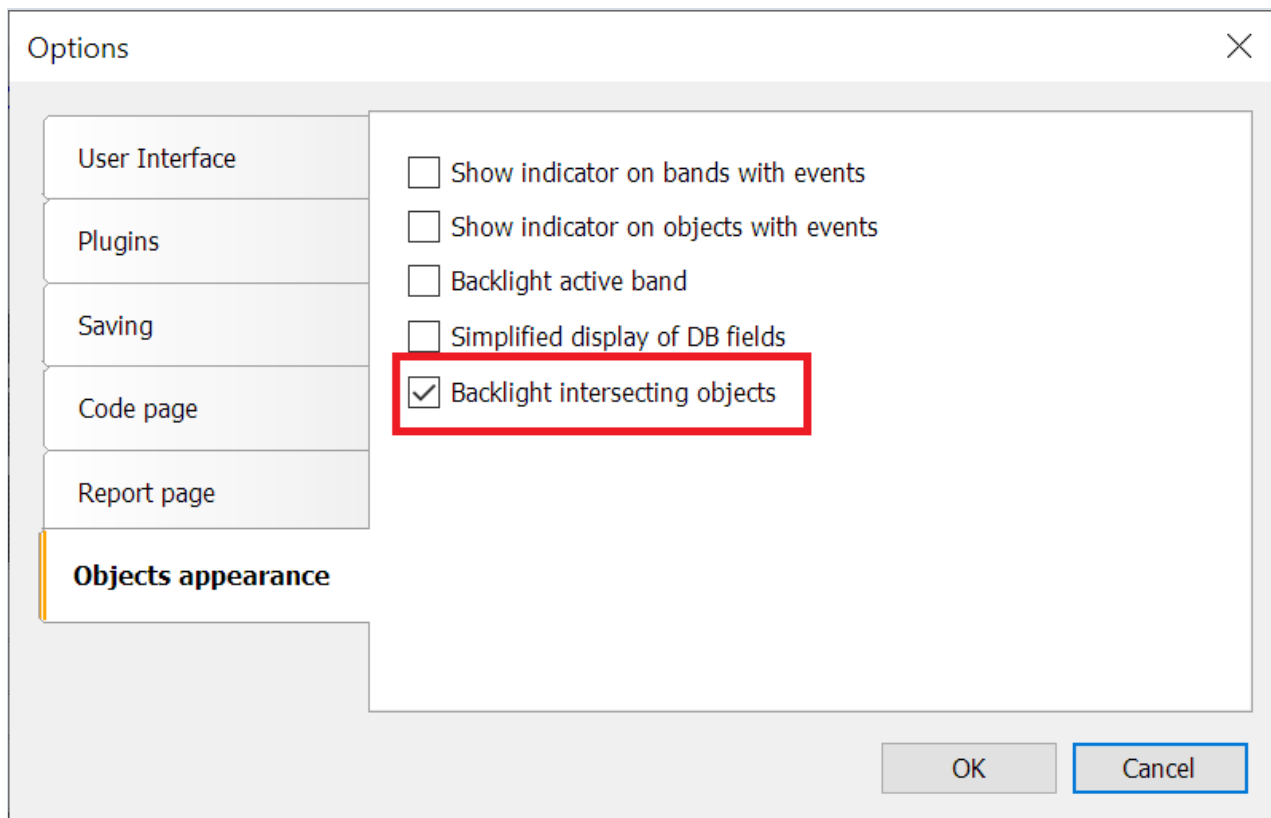 Options
User Interface
Plugins
Saving
Code page
Report page
Objects appearance
Show indicator on bands with events
Show indicator on objects with events
Backlight active band
Simplified display of DB fields
Backlight intersecting objects
OK
Cancel